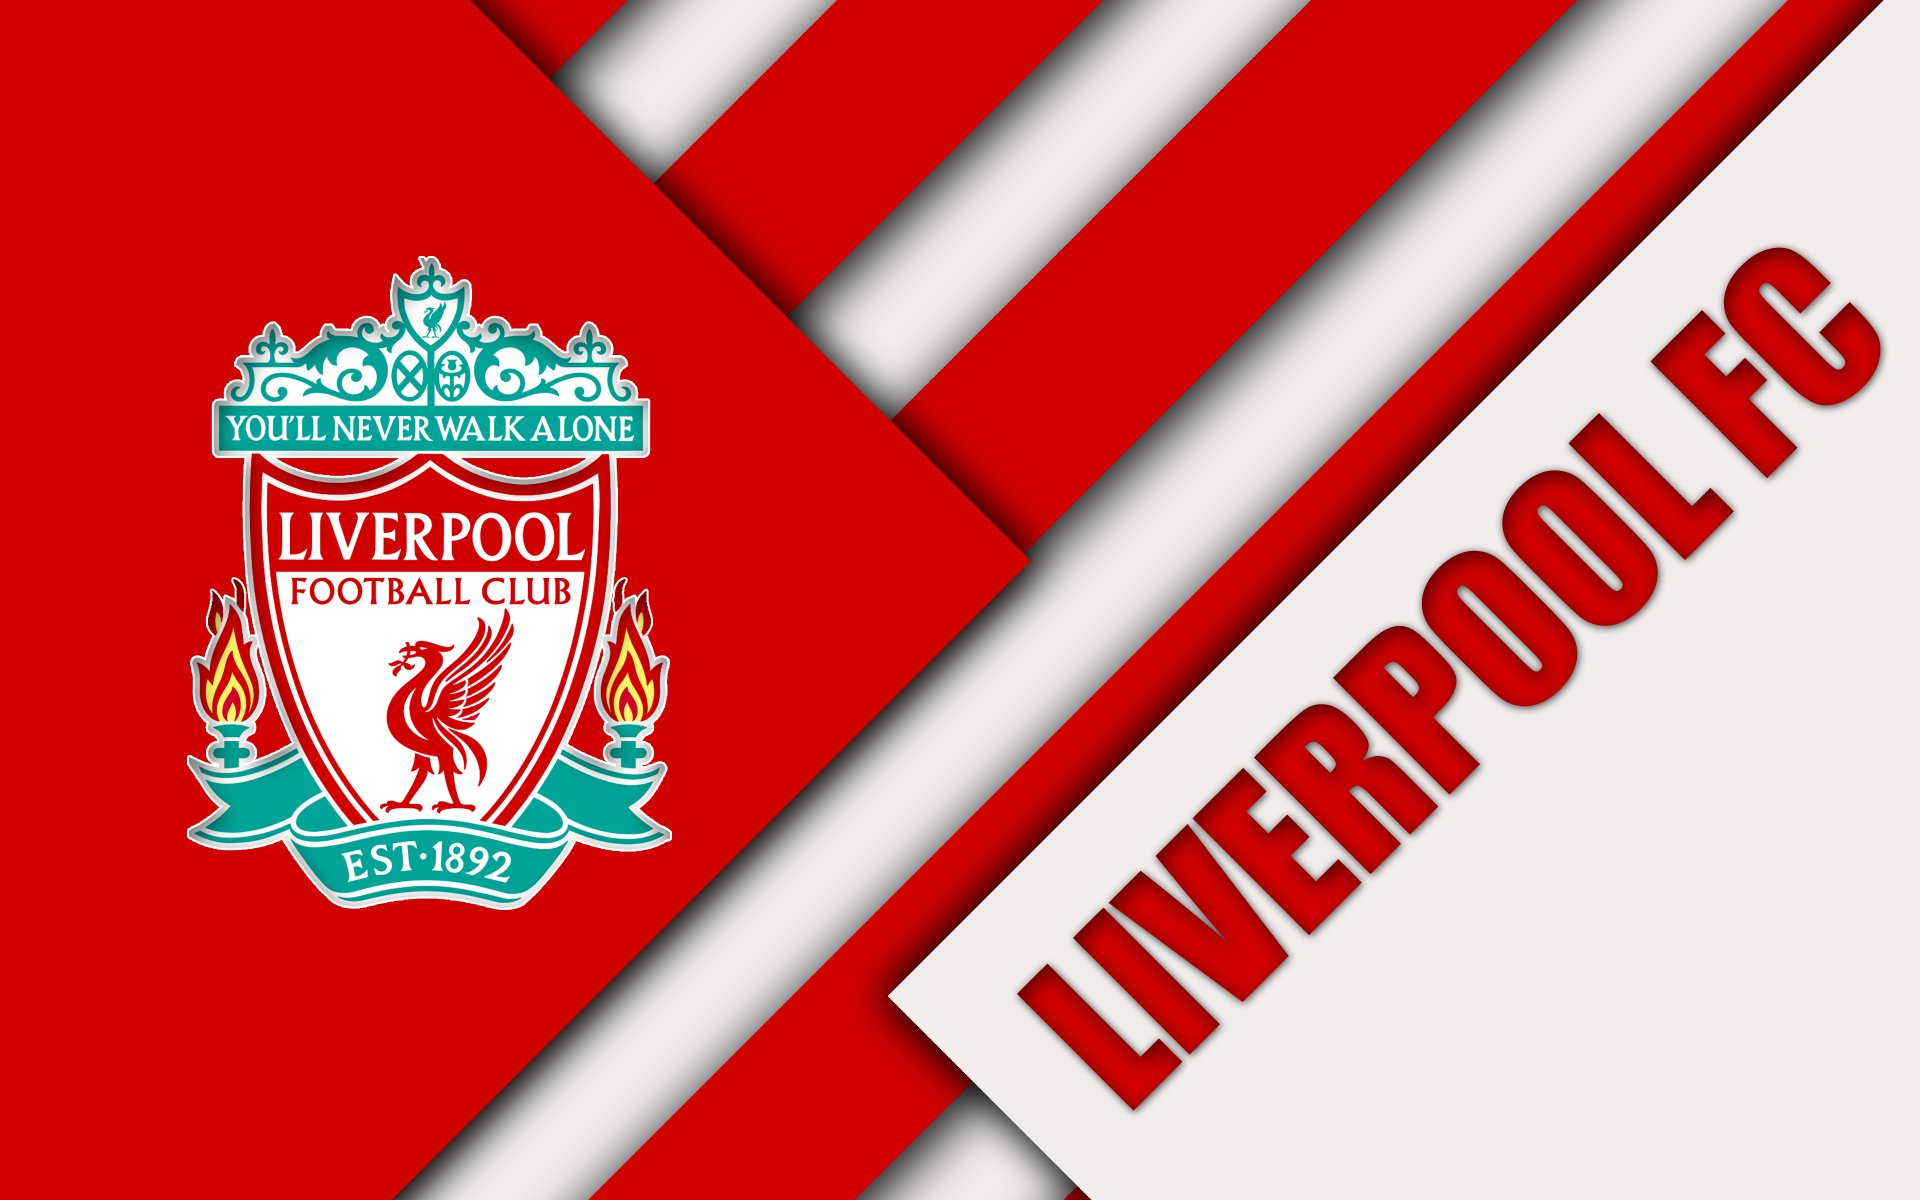 YOU'LL NEVER WALK ALONE
LIVERPOOL
FOOTBALL CLUB
EST·1892
LIVERPOOL FC